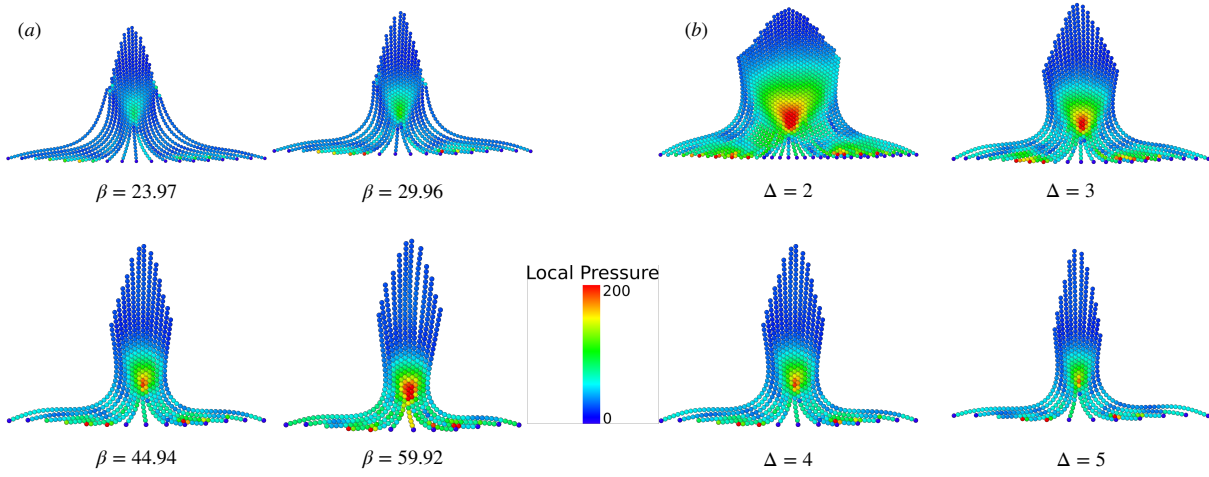 (a)
(b)
β = 23.97
β = 29.96
Δ = 2
Δ = 3
Local Pressure
200
0
β = 44.94
β = 59.92
Δ = 4
Δ = 5